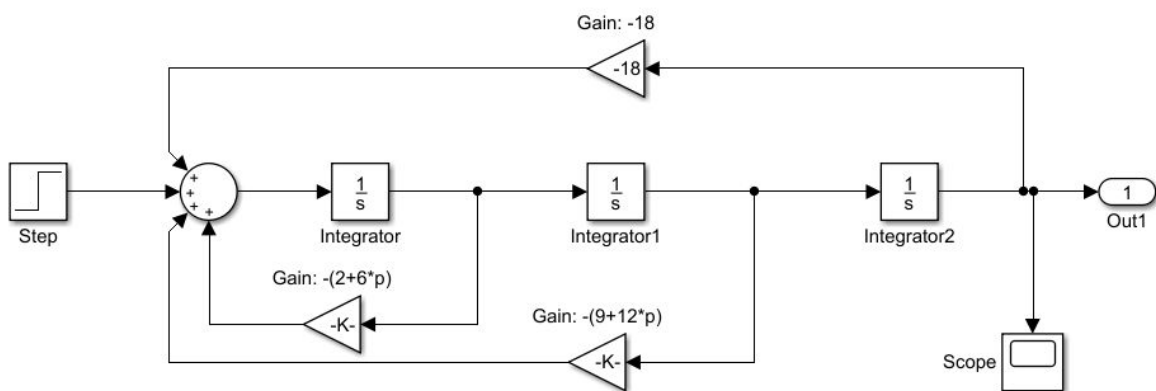 Gain: -18
-18
+
+
+
+
1
s
1
s
1
s
1
Step
Integrator
Integrator1
Integrator2
Out1
Gain: -(2+6*p)
-K-
Gain: -(9+12*p)
-K-
Scope